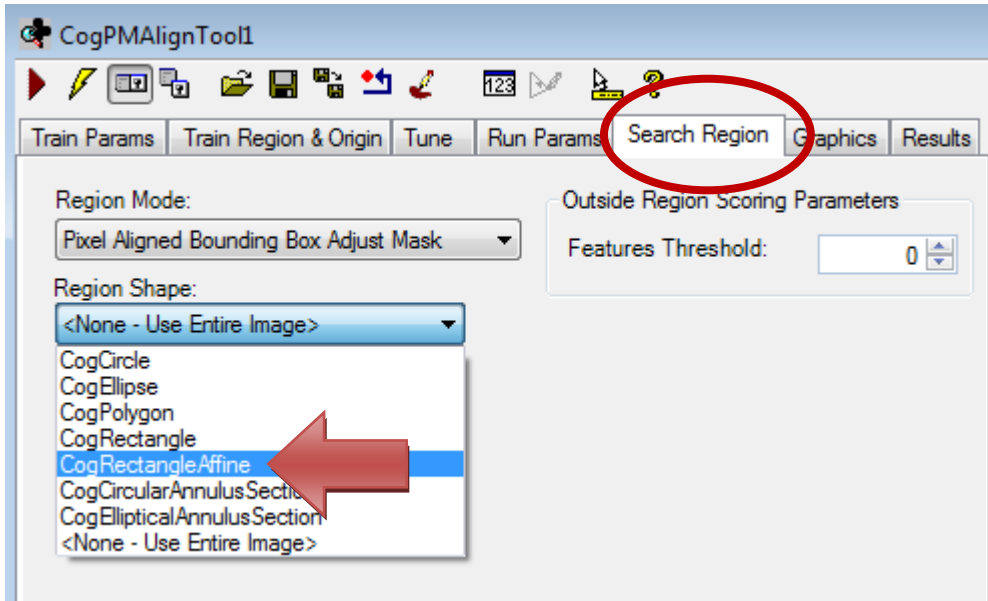 CogPMAlignTool1
123
Train Params Train Region & Origin Tune Run Params Search Region Graphics Results
Region Mode:
Pixel Aligned Bounding Box Adjust Mask
Outside Region Scoring Parameters
Features Threshold:
0
Region Shape:
<None - Use Entire Image>
CogCircle
CogEllipse
CogPolygon
CogRectangle
CogRectangleAffine
CogCircularAnnulusSection
CogEllipticalAnnulusSection
<None - Use Entire Image>